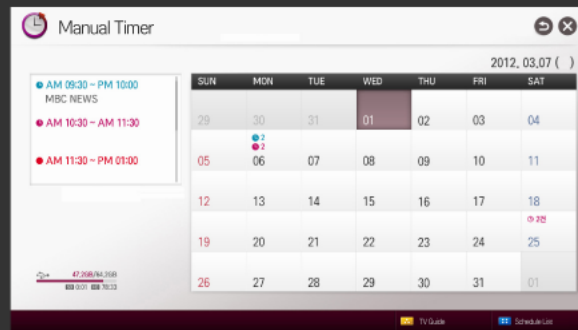 Manual Timer
2012. 03.07 ( )
AM 09:30 ~ PM 10:00
MBC NEWS
AM 10:30 ~ AM 11:30
AM 11:30 ~ PM 01:00
SUN MON TUE WED THU FRI SAT
29 30 31 01 02 03 04
2
2
05 06 07 08 09 10 11
12 13 14 15 16 17 18
2건
19 20 21 22 23 24 25
26 27 28 29 30 31 01
TV Guide
Schedule List